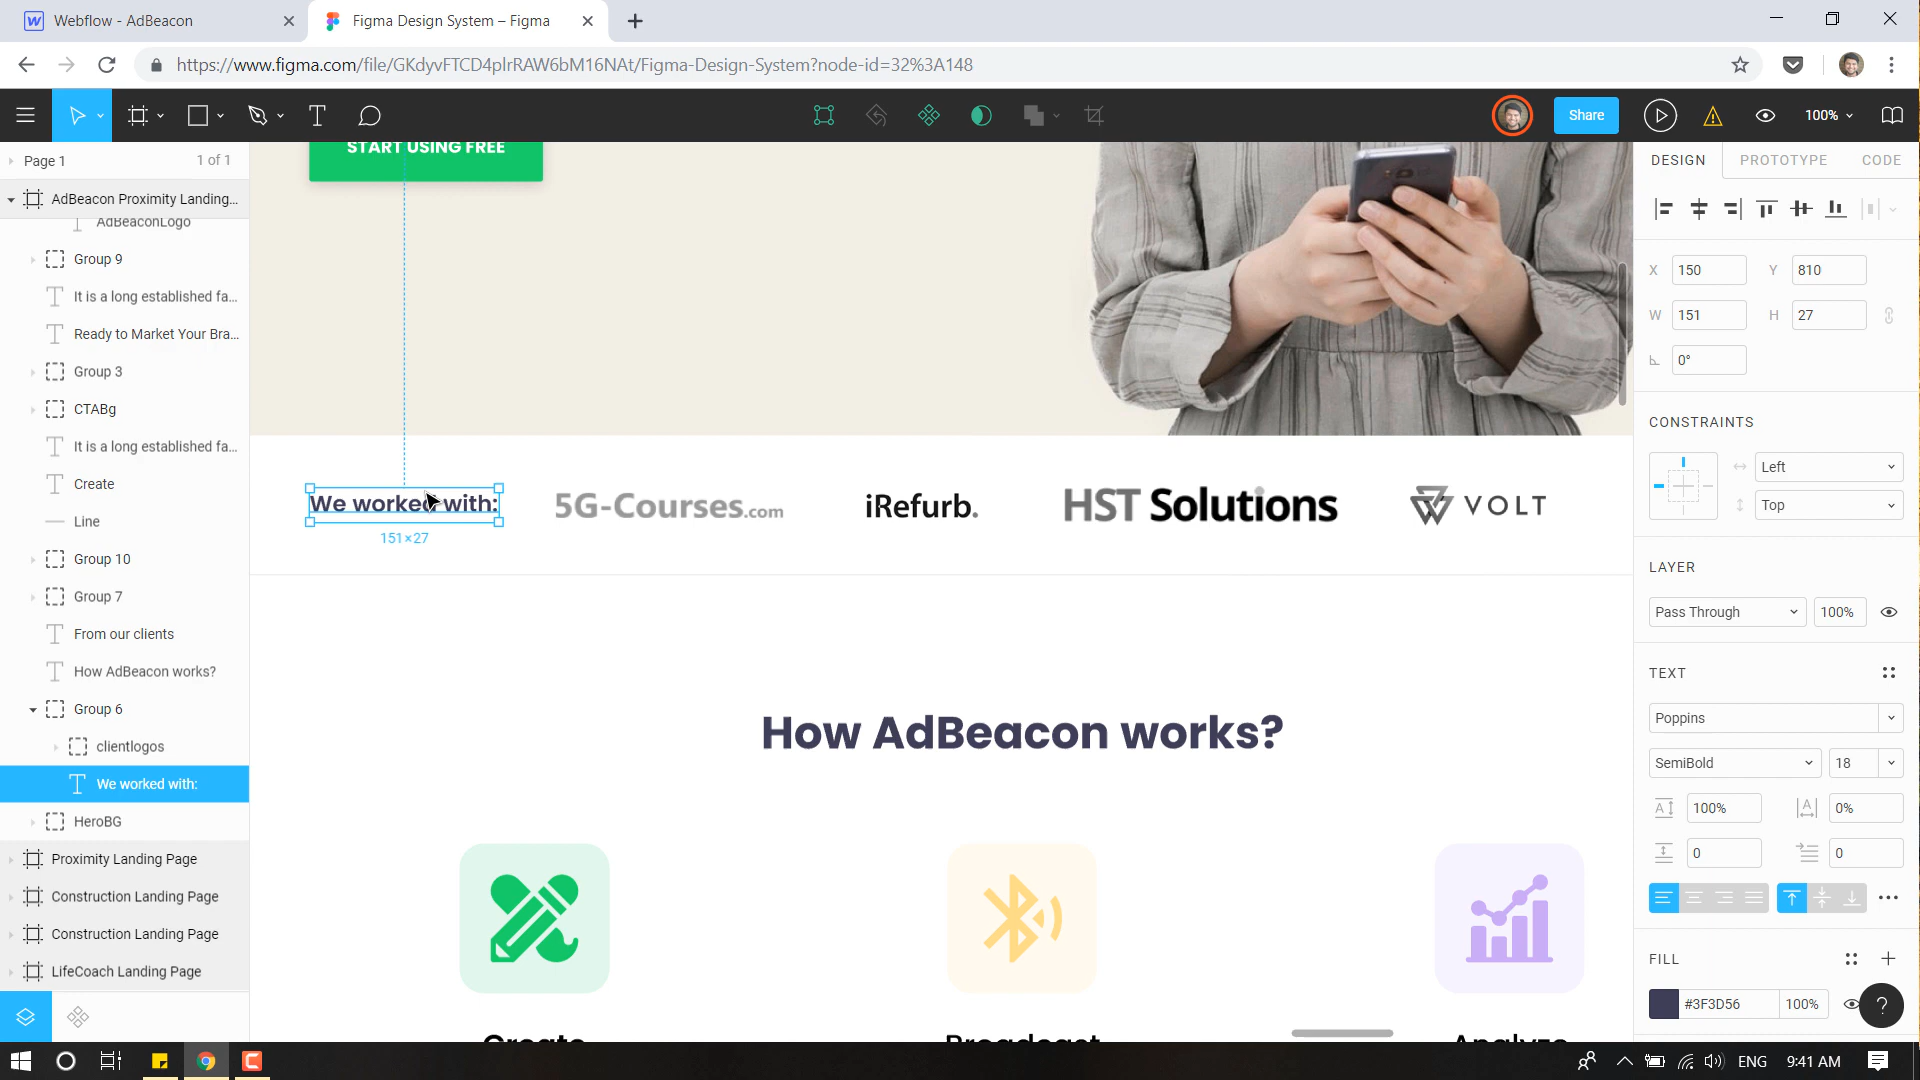 Webflow - AdBeacon
Figma Design System – Figma
https://www.figma.com/file/GKdyvFTCD4plrRAW6bM16NAt/Figma-Design-System?node-id=32%3A148
Share
100%
Page 1
1 of 1
AdBeacon Proximity Landing...
AdBeaconLogo
Group 9
It is a long established fa...
Ready to Market Your Bra...
Group 3
CTABg
It is a long established fa...
Create
Line
Group 10
Group 7
From our clients
How AdBeacon works?
Group 6
clientlogos
We worked with:
HeroBG
Proximity Landing Page
Construction Landing Page
Construction Landing Page
LifeCoach Landing Page
START USING FREE
We worked with:
151×27
5G-Courses.com
iRefurb.
HST Solutions
VOLT
How AdBeacon works?
Create
Broadcast
Analyze
DESIGN
PROTOTYPE
CODE
X 150 Y 810
W 151 H 27
0°
CONSTRAINTS
Left
Top
LAYER
Pass Through
100%
TEXT
Poppins
SemiBold
18
100%
0%
0
0
FILL
#3F3D56
100%
?
ENG
9:41 AM